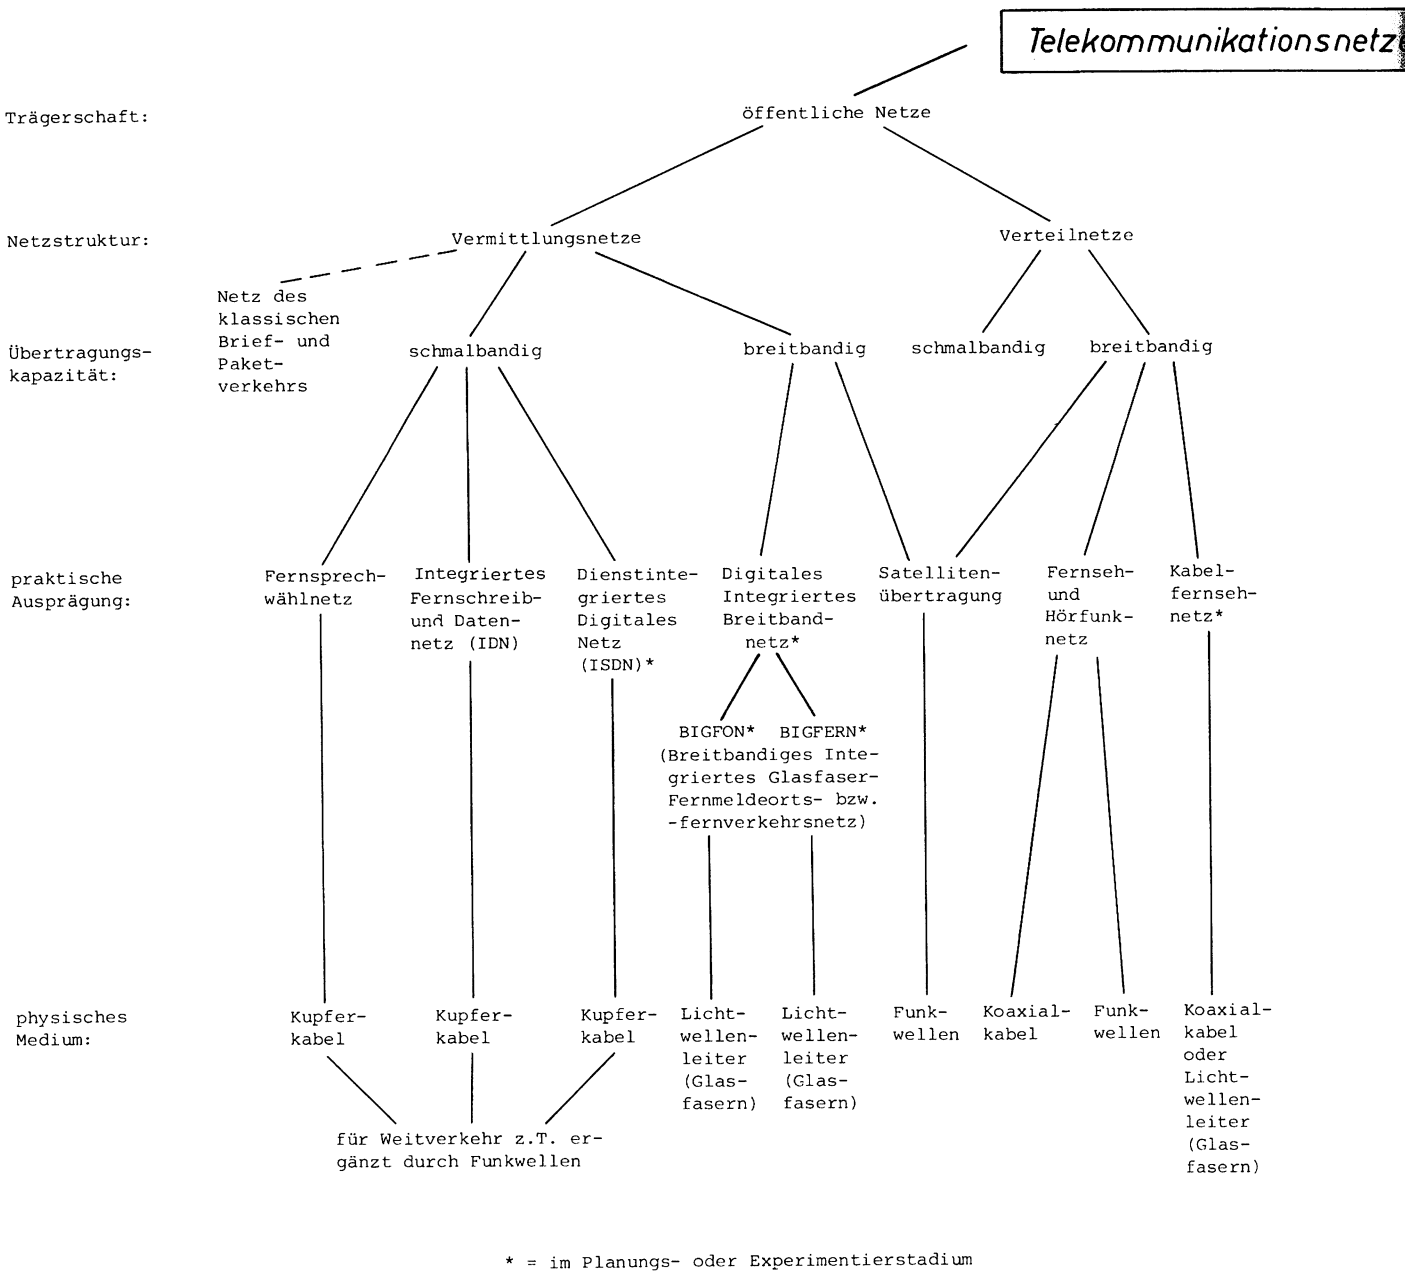 Telekommunikationsnetze
Trägerschaft:
öffentliche Netze
Netzstruktur:
Vermittlungsnetze
Verteilnetze
Netz des
klassischen
Brief- und
Paket-
verkehrs
Übertragungs-
kapazität:
schmalbandig
breitbandig
schmalbandig
breitbandig
praktische
Ausprägung:
Fernsprech-
wählnetz
Integriertes
Fernschreib-
und Daten-
netz (IDN)
Dienstinte-
griertes
Digitales
Netz
(ISDN)*
Digitales
Integriertes
Breitband-
netz*
Satelliten-
übertragung
Fernseh-
und
Hörfunk-
netz
Kabel-
fernseh-
netz*
BIGFON* BIGFERN*
(Breitbandiges Inte-
griertes Glasfaser-
Fernmeldeorts- bzw.
-fernverkehrsnetz)
physisches
Medium:
Kupfer-
kabel
Kupfer-
kabel
Kupfer-
kabel
Licht-
wellen-
leiter
(Glas-
fasern)
Licht-
wellen-
leiter
(Glas-
fasern)
Funk-
wellen
Koaxial-
kabel
Funk-
wellen
Koaxial-
kabel
oder
Licht-
wellen-
leiter
(Glas-
fasern)
für Weitverkehr z.T. er-
gänzt durch Funkwellen
* = im Planungs- oder Experimentierstadium